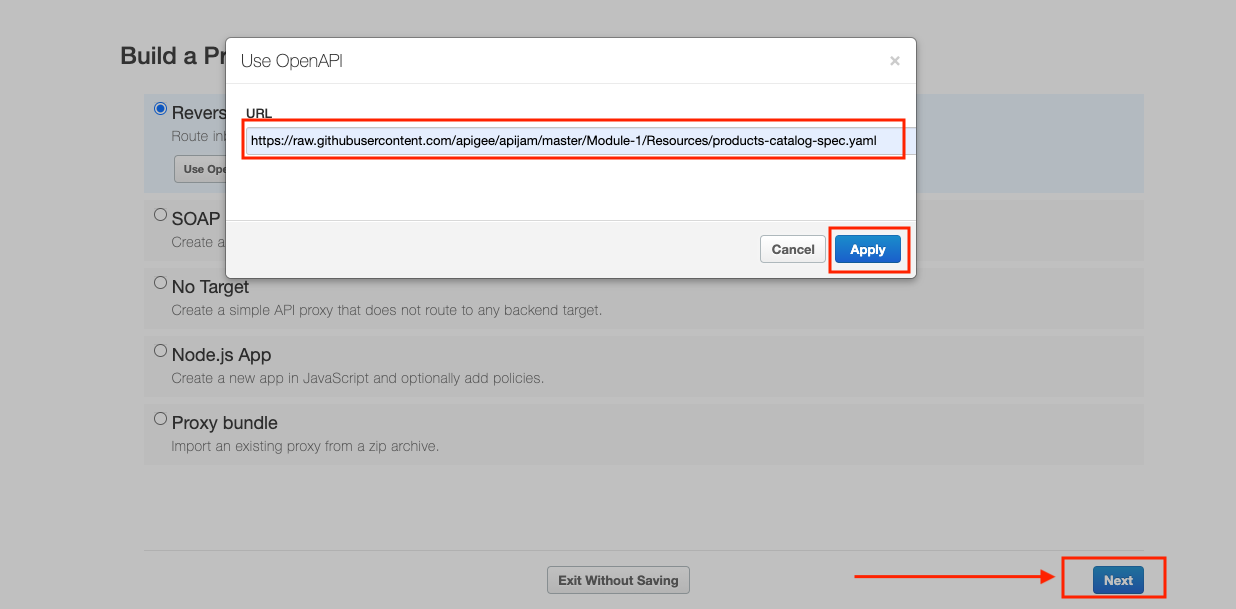 Build a Pr
Use OpenAPI
×
URL
https://raw.githubusercontent.com/apigee/apijam/master/Module-1/Resources/products-catalog-spec.yaml
Cancel
Apply
Revers
Route inb
Use Ope
SOAP
Create a
No Target
Create a simple API proxy that does not route to any backend target.
Node.js App
Create a new app in JavaScript and optionally add policies.
Proxy bundle
Import an existing proxy from a zip archive.
Exit Without Saving
Next